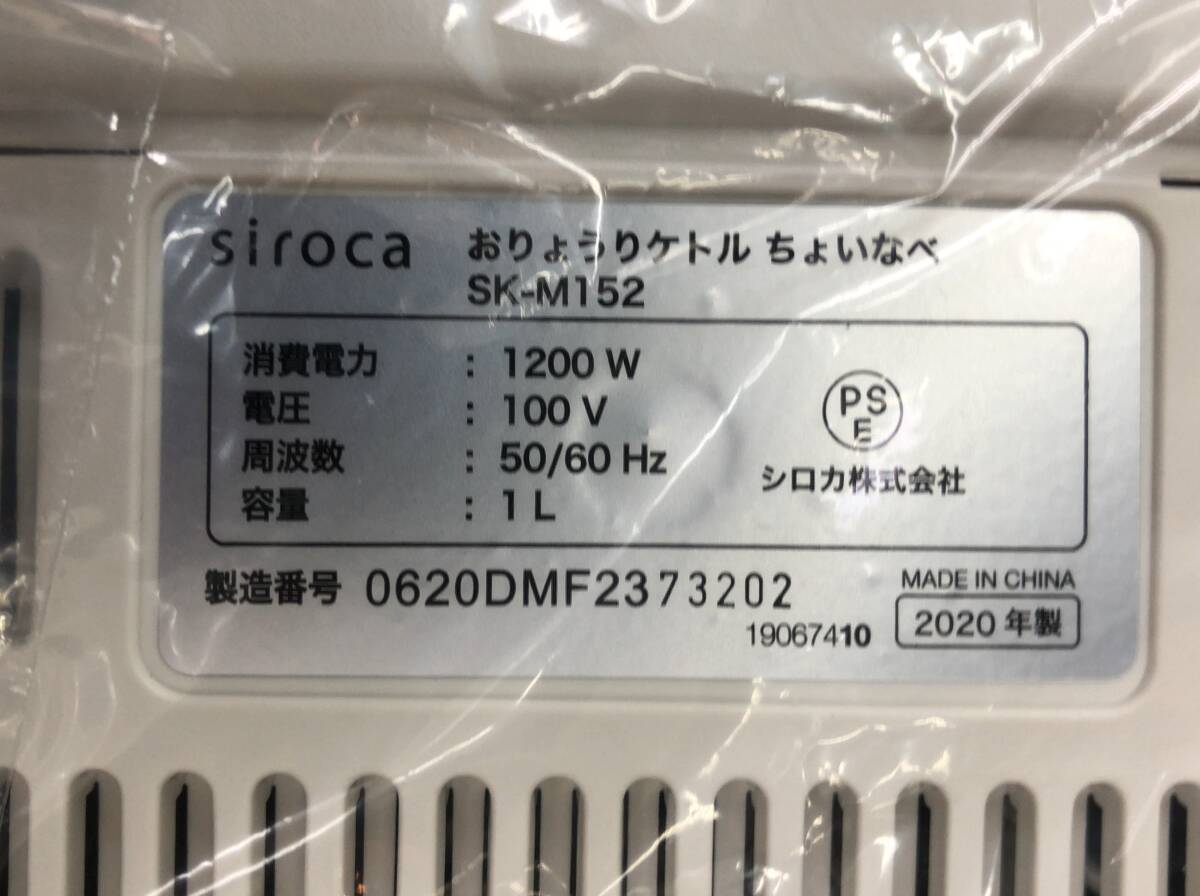 siroca おりょうりケトル ちょいなべ
SK-M152
消費電力 : 1200 W
電圧 : 100 V
周波数 : 50/60 Hz
容量 : 1 L
PS
E
シロカ株式会社
製造番号 0620DMF2373202
MADE IN CHINA
19067410
2020 年製